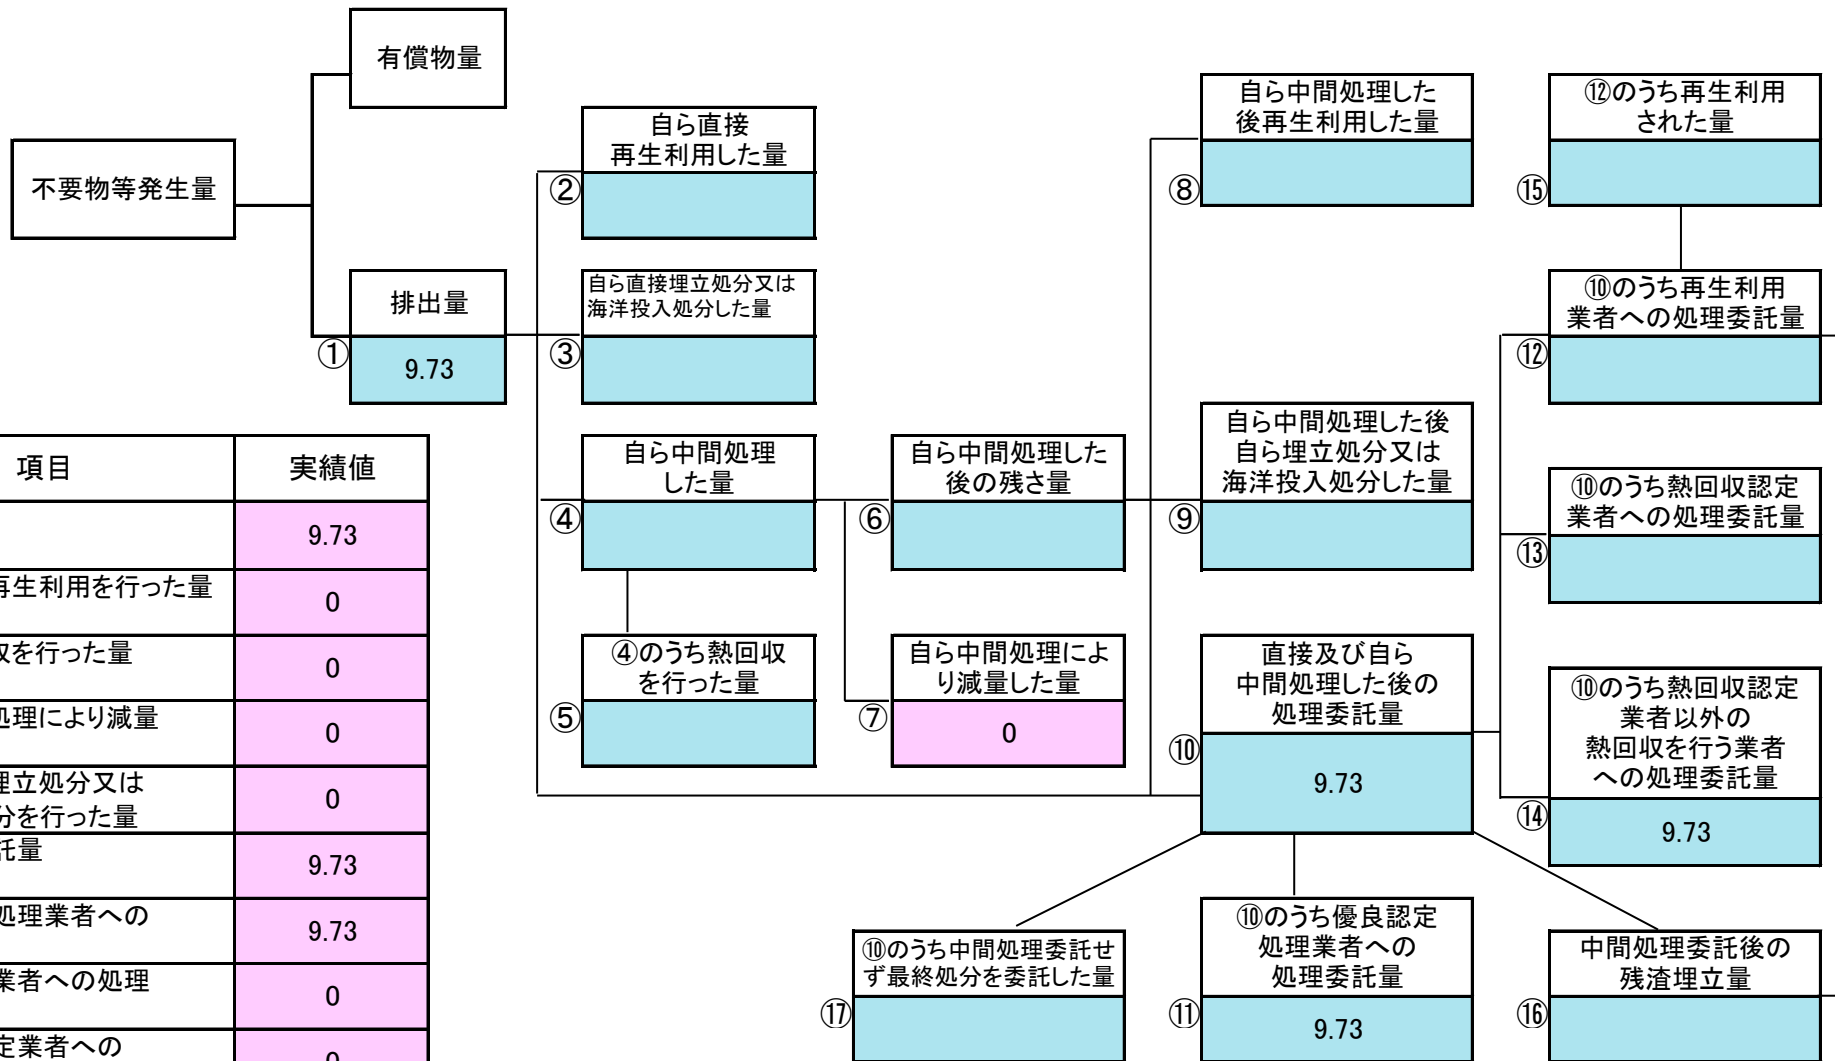 有償物量
不要物等発生量
排出量
①
9.73
自ら直接
再生利用した量
②
自ら直接埋立処分又は
海洋投入処分した量
③
自ら中間処理
した量
④
④のうち熱回収
を行った量
⑤
自ら中間処理した
後の残さ量
⑥
自ら中間処理によ
り減量した量
⑦
0
自ら中間処理した
後再生利用した量
⑧
自ら中間処理した後
自ら埋立処分又は
海洋投入処分した量
⑨
直接及び自ら
中間処理した後の
処理委託量
⑩
9.73
⑩のうち優良認定
処理業者への
処理委託量
⑪
9.73
⑫のうち再生利用
された量
⑮
⑩のうち再生利用
業者への処理委託量
⑫
⑩のうち熱回収認定
業者への処理委託量
⑬
⑩のうち熱回収認定
業者以外の
熱回収を行う業者
への処理委託量
⑭
9.73
⑩のうち中間処理委託せ
ず最終処分を委託した量
⑰
中間処理委託後の
残渣埋立量
⑯
項目 実績値
9.73
再生利用を行った量
0
収を行った量
0
処理により減量
0
埋立処分又は
分を行った量
0
託量
9.73
処理業者への
9.73
業者への処理
0
定業者への
0